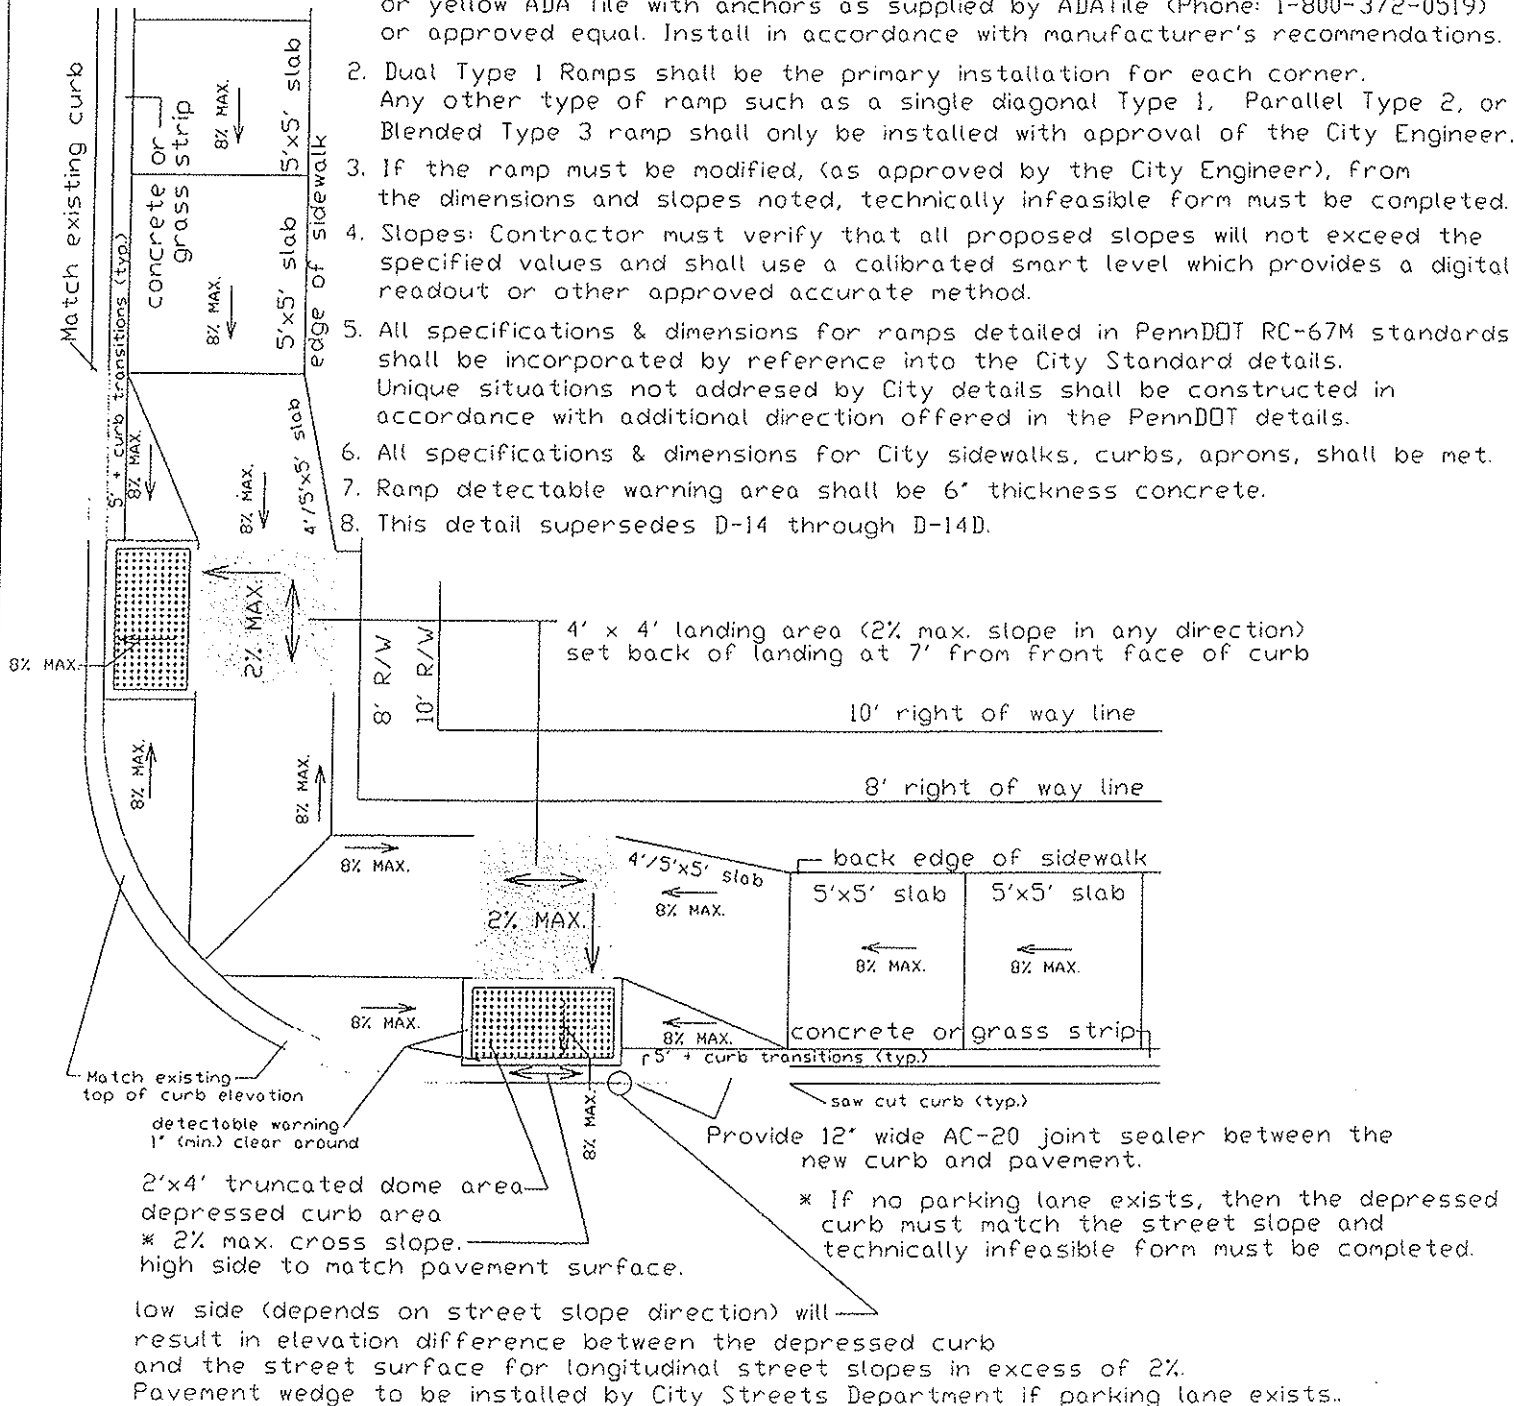 or yellow ADA Tile with anchors as supplied by ADATile (Phone: 1-800-372-0519)
or approved equal. Install in accordance with manufacturer's recommendations.
2. Dual Type 1 Ramps shall be the primary installation for each corner.
Any other type of ramp such as a single diagonal Type 1, Parallel Type 2, or
Blended Type 3 ramp shall only be installed with approval of the City Engineer.
3. If the ramp must be modified, (as approved by the City Engineer), from
the dimensions and slopes noted, technically infeasible form must be completed.
4. Slopes: Contractor must verify that all proposed slopes will not exceed the
specified values and shall use a calibrated smart level which provides a digital
readout or other approved accurate method.
5. All specifications & dimensions for ramps detailed in PennDOT RC-67M standards
shall be incorporated by reference into the City Standard details.
Unique situations not addresed by City details shall be constructed in
accordance with additional direction offered in the PennDOT details.
6. All specifications & dimensions for City sidewalks, curbs, aprons, shall be met.
7. Ramp detectable warning area shall be 6" thickness concrete.
8. This detail supersedes D-14 through D-14D.
Match existing curb
5' + curb transitions (typ.)
concrete or
grass strip
8% MAX.
5'x5' slab
8% MAX.
5'x5' slab
edge of sidewalk
8% MAX.
8% MAX.
4'/5'x5' slab
2% MAX.
8% MAX.
8' R/W
10' R/W
4' x 4' landing area (2% max. slope in any direction)
set back of landing at 7' from front face of curb
10' right of way line
8' right of way line
8% MAX.
8% MAX.
8% MAX.
4'/5'x5' slab
8% MAX.
back edge of sidewalk
5'x5' slab
5'x5' slab
2% MAX.
8% MAX.
8% MAX.
8% MAX.
8% MAX.
concrete or grass strip
5' + curb transitions (typ.)
Match existing
top of curb elevation
saw cut curb (typ.)
detectable warning
1" (min.) clear around
8% MAX.
Provide 12" wide AC-20 joint sealer between the
new curb and pavement.
2'x4' truncated dome area
depressed curb area
* 2% max. cross slope.
high side to match pavement surface.
* If no parking lane exists, then the depressed
curb must match the street slope and
technically infeasible form must be completed.
low side (depends on street slope direction) will
result in elevation difference between the depressed curb
and the street surface for longitudinal street slopes in excess of 2%.
Pavement wedge to be installed by City Streets Department if parking lane exists..